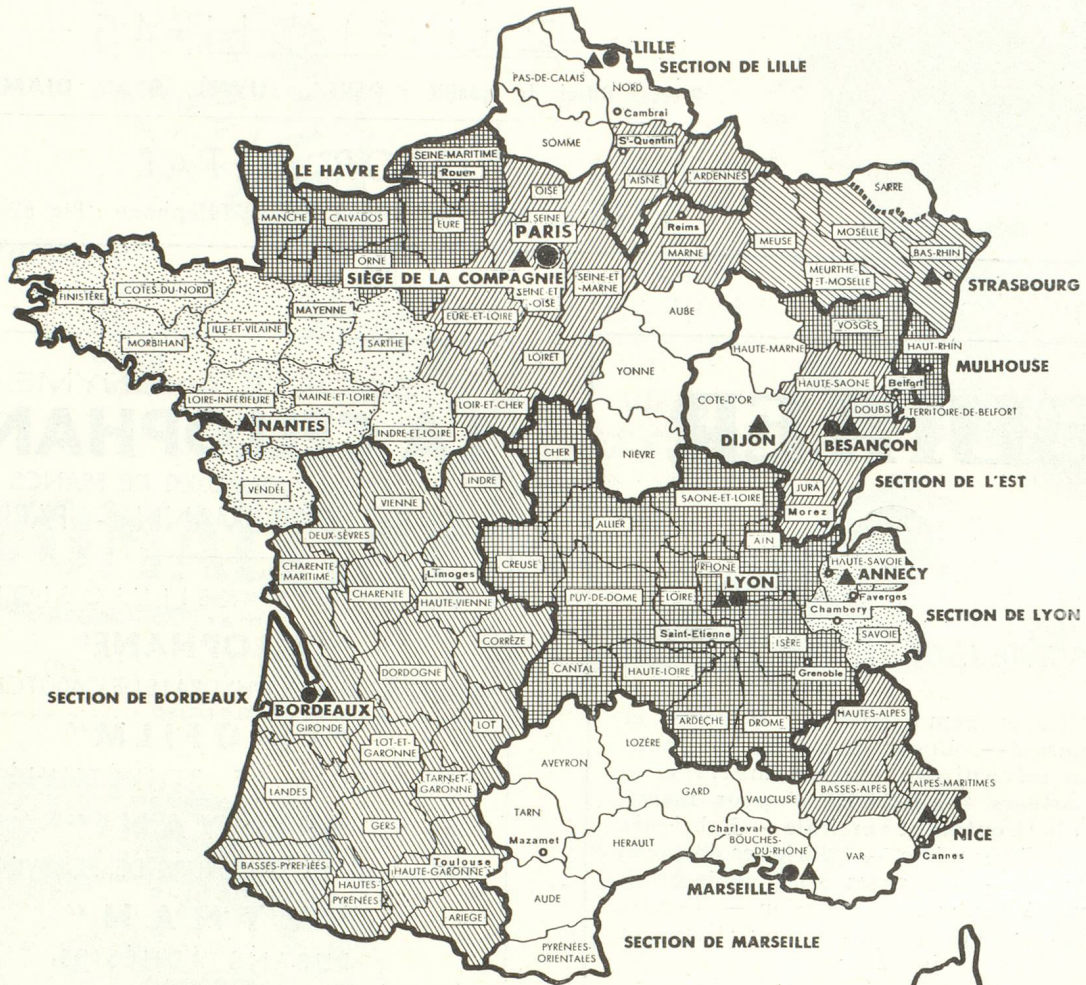 LILLE
SECTION DE LILLE
PAS-DE-CALAIS
NORD
Cambrai
SOMME
St-Quentin
AISNE
ARDENNES
SEINE-MARITIME
LE HAVRE
Rouen
OISE
SARRE
MANCHE
CALVADOS
EURE
SEINE
PARIS
Reims
MARNE
MEUSE
MOSELLE
BAS-RHIN
ORNE
SIÈGE DE LA COMPAGNIE
SEINE ET
OISE
SEINE-ET
MARNE
MEURTHE-
ET-MOSELLE
STRASBOURG
FINISTÈRE
COTES-DU-NORD
MAYENNE
EURE-ET-LOIRE
AUBE
VOSGES
ILLE-ET-VILAINE
MORBIHAN
SARTHE
LOIRET
HAUTE-MARNE
HAUT-RHIN
MULHOUSE
YONNE
HAUTE-SAONE
Belfort
LOIRE-INFÉRIEURE
MAINE-ET-LOIRE
LOIR-ET-CHER
COTE-D'OR
DOUBS
TERRITOIRE-DE-BELFORT
NANTES
INDRE-ET-LOIRE
DIJON
BESANÇON
CHER
NIÈVRE
VENDÉE
VIENNE
INDRE
SECTION DE L'EST
SAONE-ET-LOIRE
JURA
Morez
DEUX-SÈVRES
ALLIER
AIN
CHARENTE
MARITIME
Limoges
CREUSE
RHONE
HAUTE-SAVOIE
ANNECY
CHARENTE
HAUTE-VIENNE
PUY-DE-DOME
LOIRE
LYON
Faverges
Chambery
SECTION DE LYON
CORRÈZE
Saint-Etienne
ISÈRE
SAVOIE
DORDOGNE
CANTAL
HAUTE-LOIRE
Grenoble
SECTION DE BORDEAUX
BORDEAUX
GIRONDE
LOT
ARDECHE
DROME
HAUTES-ALPES
LOT-ET-
GARONNE
AVEYRON
LOZÈRE
TARN-ET-
GARONNE
LANDES
GARD
VAUCLUSE
BASSES-ALPES
ALPES-MARITIMES
GERS
TARN
Charleval
NICE
Mazamet
HERAULT
BOUCHES-
DU-RHONE
VAR
Cannes
BASSES-PYRENÉES
Toulouse
HAUTE-GARONNE
HAUTES-
PYRÉNÉES
MARSEILLE
AUDE
ARIEGE
SECTION DE MARSEILLE
PYRÉNÉES-
ORIENTALES